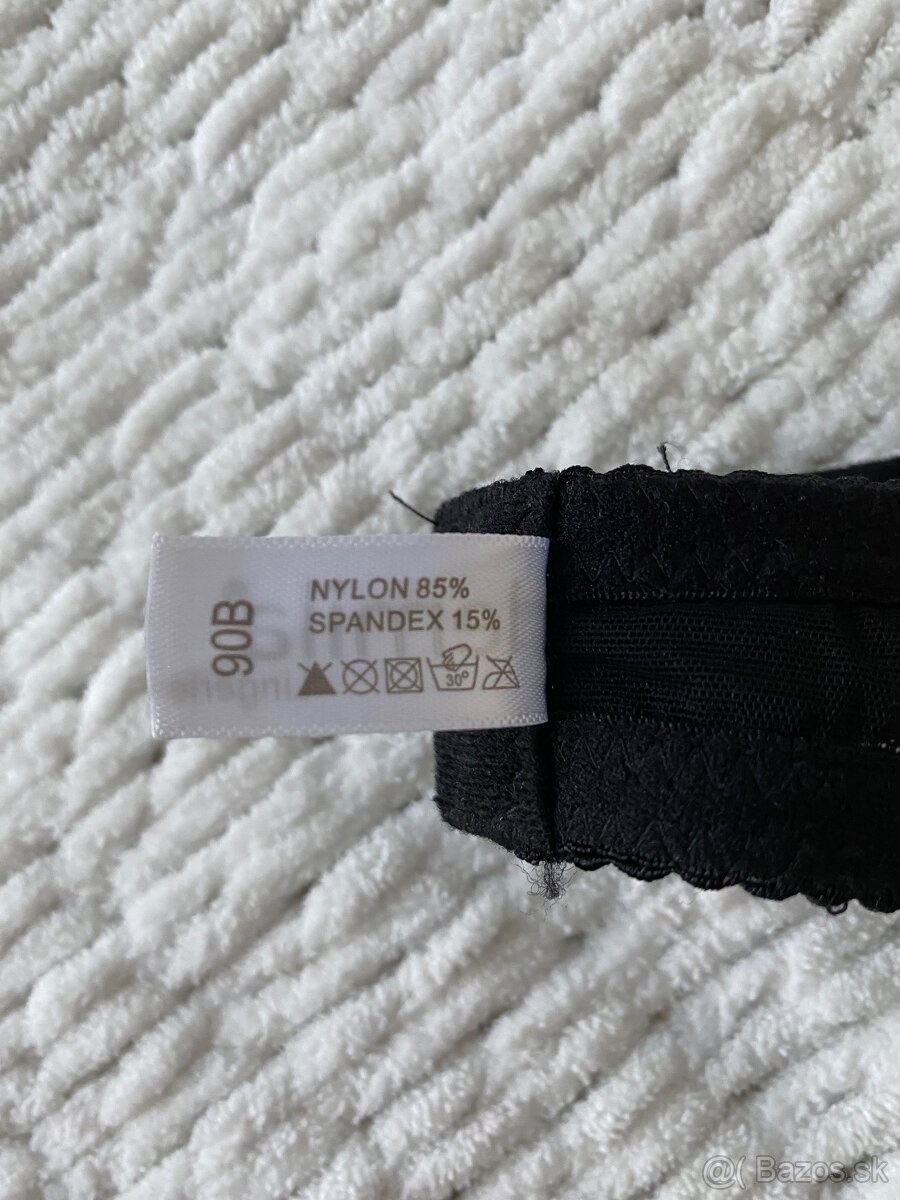 90B
NYLON 85%
SPANDEX 15%
30°
@( Bazos.sk